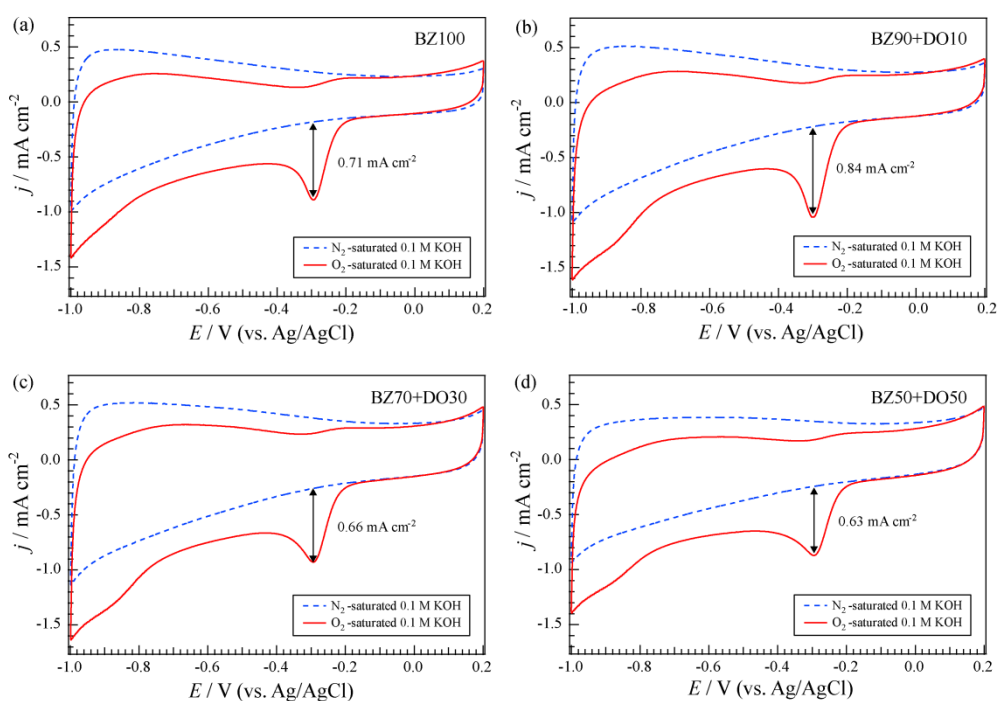 (a)
BZ100
0.5
0.0
-0.5
-1.0
-1.5
j / mA cm-2
0.71 mA cm-2
N2-saturated 0.1 M KOH
O2-saturated 0.1 M KOH
-1.0 -0.8 -0.6 -0.4 -0.2 0.0 0.2
E / V (vs. Ag/AgCl)
(b)
BZ90+DO10
0.5
0.0
-0.5
-1.0
-1.5
j / mA cm-2
0.84 mA cm-2
N2-saturated 0.1 M KOH
O2-saturated 0.1 M KOH
-1.0 -0.8 -0.6 -0.4 -0.2 0.0 0.2
E / V (vs. Ag/AgCl)
(c)
BZ70+DO30
0.5
0.0
-0.5
-1.0
-1.5
j / mA cm-2
0.66 mA cm-2
N2-saturated 0.1 M KOH
O2-saturated 0.1 M KOH
-1.0 -0.8 -0.6 -0.4 -0.2 0.0 0.2
E / V (vs. Ag/AgCl)
(d)
BZ50+DO50
0.5
0.0
-0.5
-1.0
-1.5
j / mA cm-2
0.63 mA cm-2
N2-saturated 0.1 M KOH
O2-saturated 0.1 M KOH
-1.0 -0.8 -0.6 -0.4 -0.2 0.0 0.2
E / V (vs. Ag/AgCl)